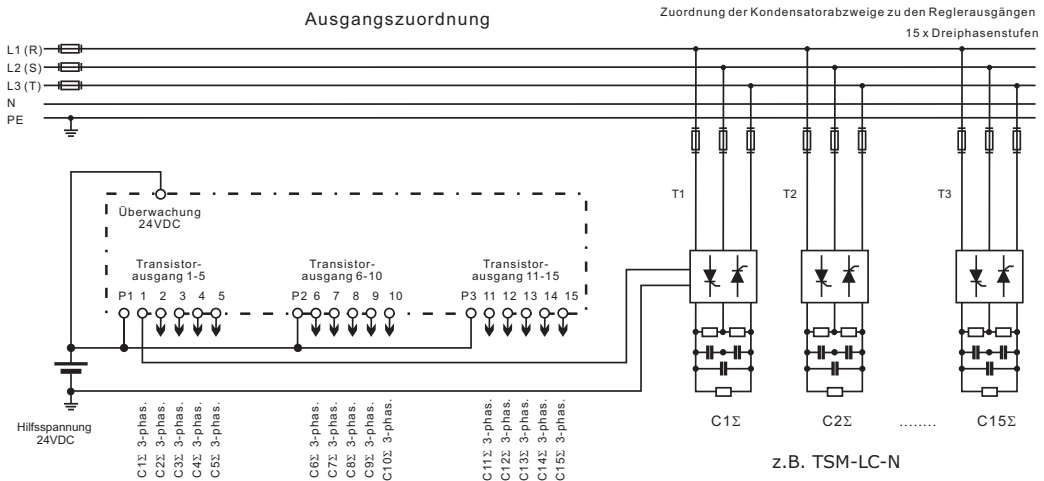 Ausgangszuordnung
Zuordnung der Kondensatorabzweige zu den Reglerausgängen
15 x Dreiphasenstufen
L1 (R)
L2 (S)
L3 (T)
N
PE
T1
T2
T3
Überwachung
24VDC
Transistor-
ausgang 1-5
Transistor-
ausgang 6-10
Transistor-
ausgang 11-15
P1 1 2 3 4 5
P2 6 7 8 9 10
P3 11 12 13 14 15
Hilfsspannung
24VDC
C1Σ 3-phas.
C2Σ 3-phas.
C3Σ 3-phas.
C4Σ 3-phas.
C5Σ 3-phas.
C6Σ 3-phas.
C7Σ 3-phas.
C8Σ 3-phas.
C9Σ 3-phas.
C10Σ 3-phas.
C11Σ 3-phas.
C12Σ 3-phas.
C13Σ 3-phas.
C14Σ 3-phas.
C15Σ 3-phas.
C1Σ C2Σ ........ C15Σ
z.B. TSM-LC-N